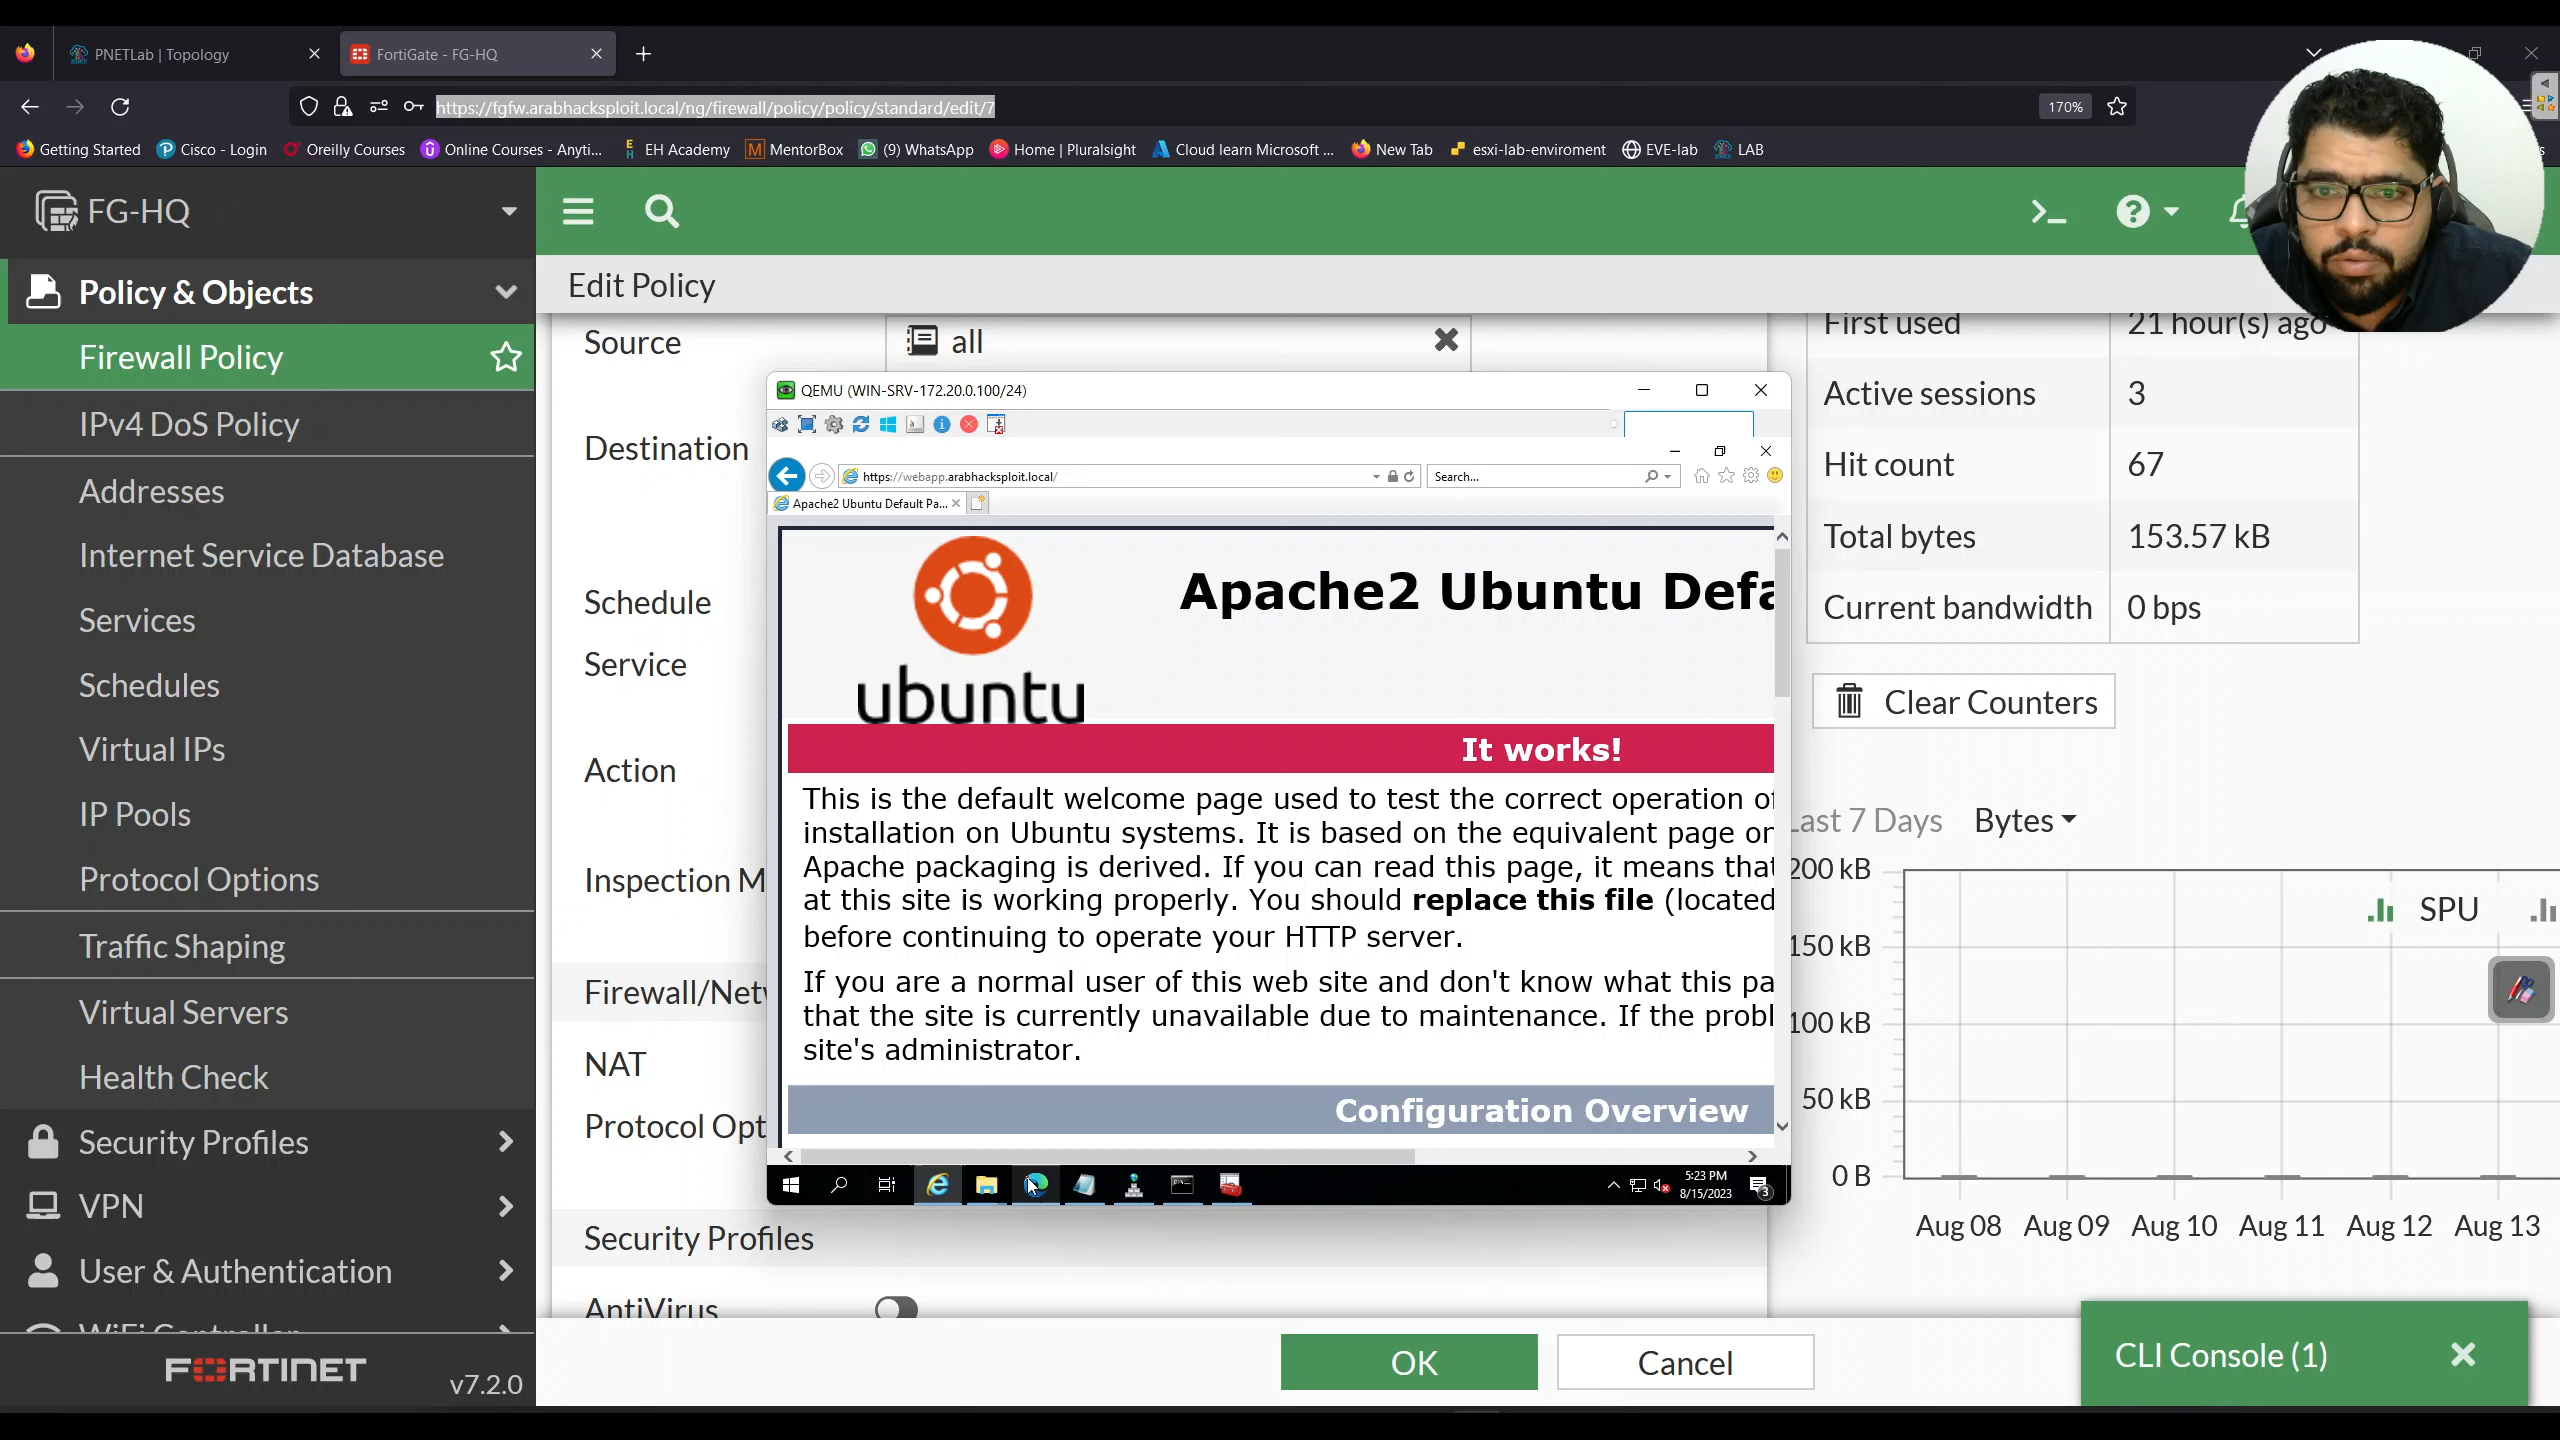 PNETLab | Topology
FortiGate - FG-HQ
https://fgfw.arabhacksploit.local/ng/firewall/policy/policy/standard/edit/7
170%
Getting Started
Cisco - Login
Oreilly Courses
Online Courses - Anyti...
EH Academy
MentorBox
(9) WhatsApp
Home | Pluralsight
Cloud learn Microsoft ...
New Tab
esxi-lab-enviroment
EVE-lab
LAB
FG-HQ
Policy & Objects
Firewall Policy
IPv4 DoS Policy
Addresses
Internet Service Database
Services
Schedules
Virtual IPs
IP Pools
Protocol Options
Traffic Shaping
Virtual Servers
Health Check
Security Profiles
VPN
User & Authentication
WiFi Controller
FORTINET
v7.2.0
Edit Policy
Source
all
Destination
Schedule
Service
Action
Inspection M
Firewall/Netw
NAT
Protocol Opt
Security Profiles
AntiVirus
OK
Cancel
QEMU (WIN-SRV-172.20.0.100/24)
https://webapp.arabhacksploit.local/
Search...
Apache2 Ubuntu Default Pa...
ubuntu
Apache2 Ubuntu Defa
It works!
This is the default welcome page used to test the correct operation of
installation on Ubuntu systems. It is based on the equivalent page on
Apache packaging is derived. If you can read this page, it means that
at this site is working properly. You should replace this file (located
before continuing to operate your HTTP server.
If you are a normal user of this web site and don't know what this pa
that the site is currently unavailable due to maintenance. If the probl
site's administrator.
Configuration Overview
5:23 PM
8/15/2023
3
First used
21 hour(s) ago
Active sessions
3
Hit count
67
Total bytes
153.57 kB
Current bandwidth
0 bps
Clear Counters
Last 7 Days
Bytes
200 kB
150 kB
100 kB
50 kB
0 B
SPU
Aug 08
Aug 09
Aug 10
Aug 11
Aug 12
Aug 13
CLI Console (1)